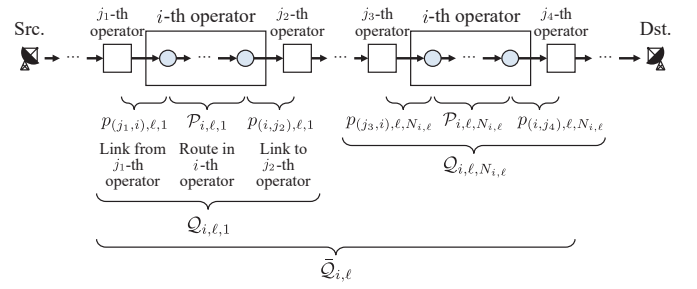 j₁-th operator
i-th operator
j₂-th operator
j₃-th operator
i-th operator
j₄-th operator
Src.
Dst.
··· ··· ··· ··· ···
p₍j₁,i₎,ℓ,1 𝒫i,ℓ,1 p₍i,j₂₎,ℓ,1 p₍j₃,i₎,ℓ,Ni,ℓ 𝒫i,ℓ,Ni,ℓ p₍i,j₄₎,ℓ,Ni,ℓ
Link from
j₁-th
operator
Route in
i-th
operator
Link to
j₂-th
operator
𝒬i,ℓ,Ni,ℓ
𝒬i,ℓ,1
𝒬̄i,ℓ